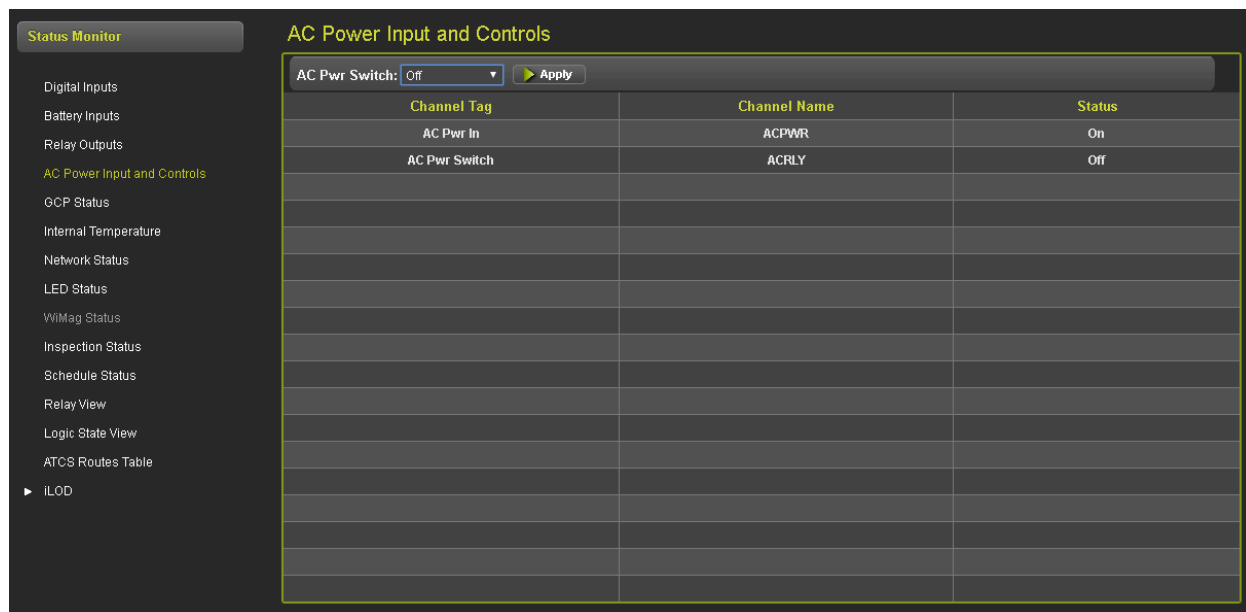 Status Monitor
Digital Inputs
Battery Inputs
Relay Outputs
AC Power Input and Controls
GCP Status
Internal Temperature
Network Status
LED Status
WiMag Status
Inspection Status
Schedule Status
Relay View
Logic State View
ATCS Routes Table
iLOD
AC Power Input and Controls
AC Pwr Switch: Off Apply
Channel Tag Channel Name Status
AC Pwr In ACPWR On
AC Pwr Switch ACRLY Off